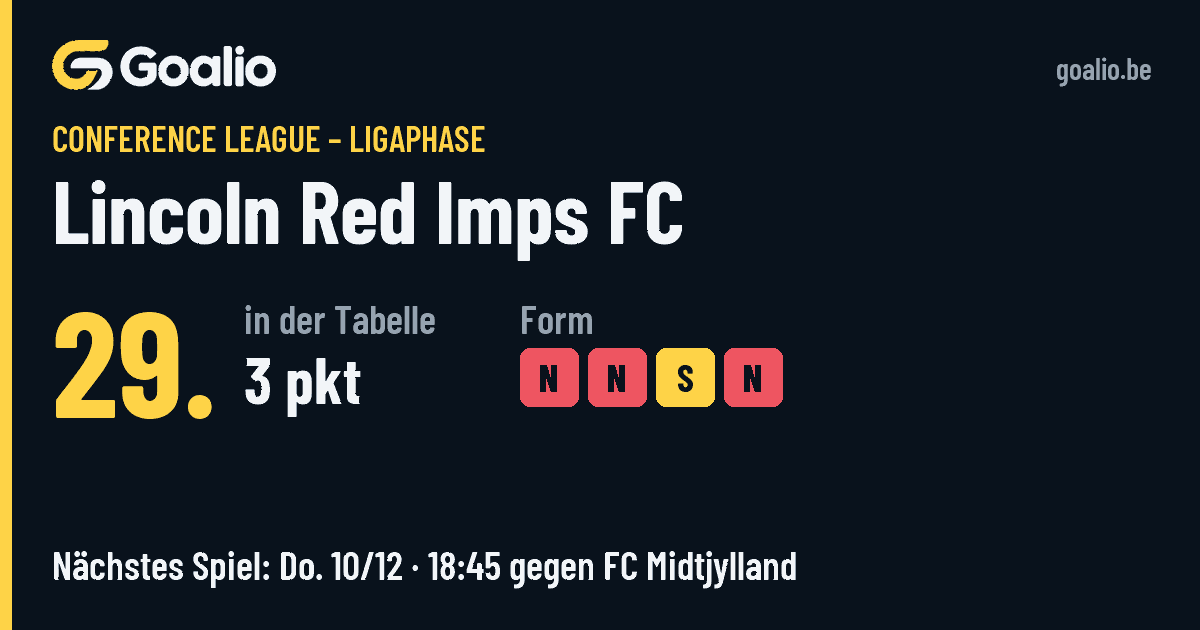 Goalio
goalio.be
CONFERENCE LEAGUE – LIGAPHASE
Lincoln Red Imps FC
29.
in der Tabelle
3 pkt
Form
N N S N
Nächstes Spiel: Do. 10/12 · 18:45 gegen FC Midtjylland